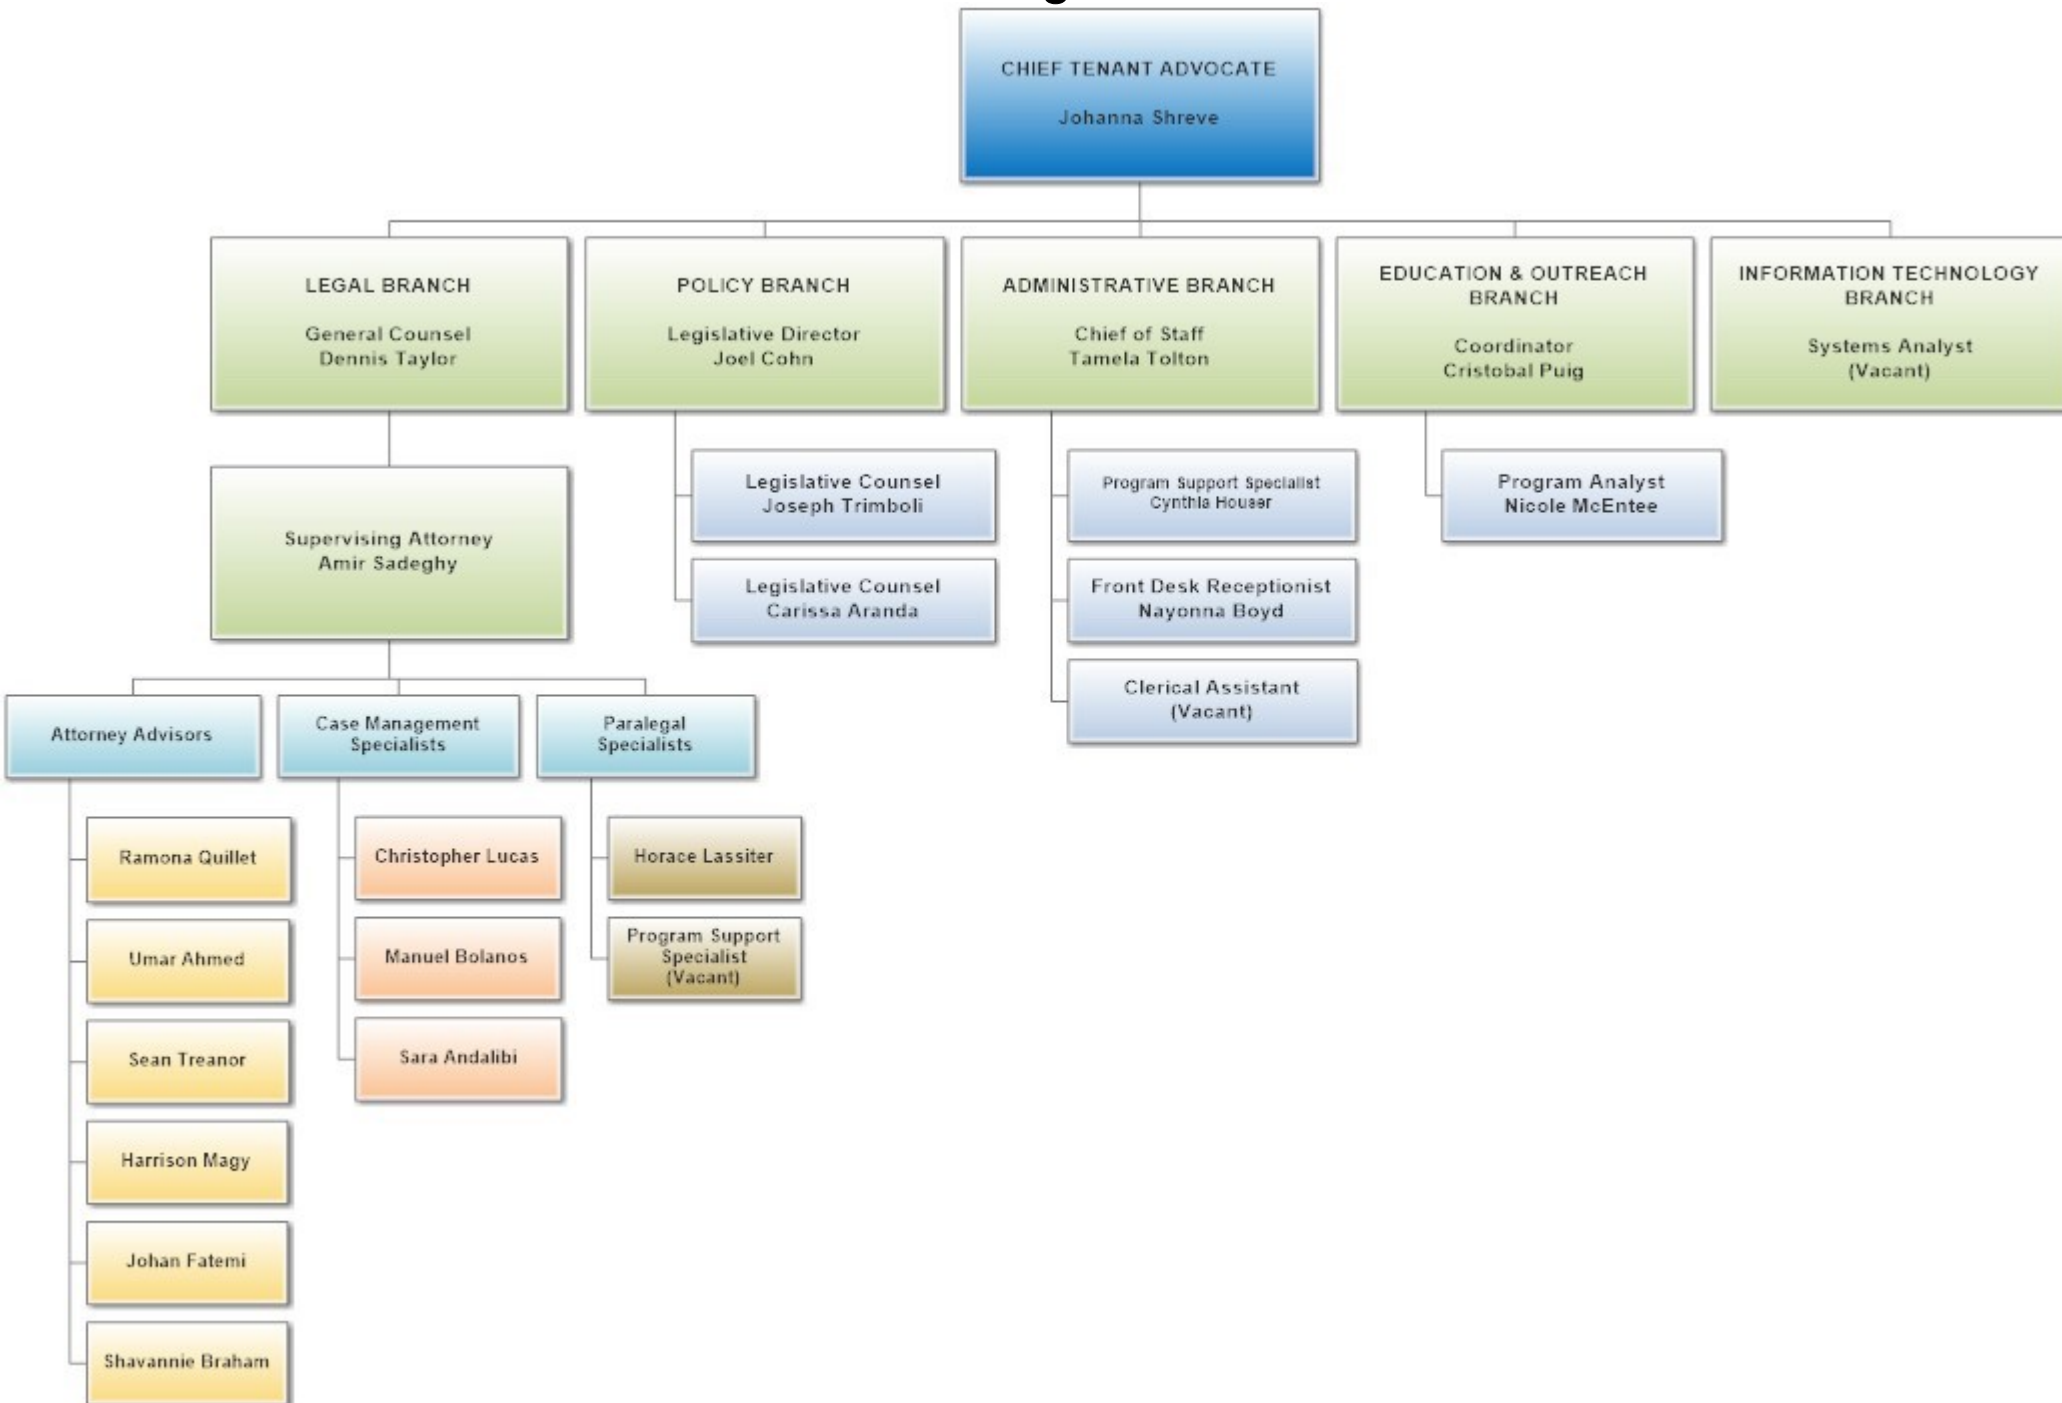 CHIEF TENANT ADVOCATE
Johanna Shreve
LEGAL BRANCH
General Counsel
Dennis Taylor
POLICY BRANCH
Legislative Director
Joel Cohn
ADMINISTRATIVE BRANCH
Chief of Staff
Tamela Tolton
EDUCATION & OUTREACH
BRANCH
Coordinator
Cristobal Puig
INFORMATION TECHNOLOGY
BRANCH
Systems Analyst
(Vacant)
Supervising Attorney
Amir Sadeghy
Legislative Counsel
Joseph Trimboli
Legislative Counsel
Carissa Aranda
Program Support Specialist
Cynthia Houser
Front Desk Receptionist
Nayonna Boyd
Clerical Assistant
(Vacant)
Program Analyst
Nicole McEntee
Attorney Advisors
Ramona Quillet
Umar Ahmed
Sean Treanor
Harrison Magy
Johan Fatemi
Shavannie Braham
Case Management
Specialists
Christopher Lucas
Manuel Bolanos
Sara Andalibi
Paralegal
Specialists
Horace Lassiter
Program Support
Specialist
(Vacant)